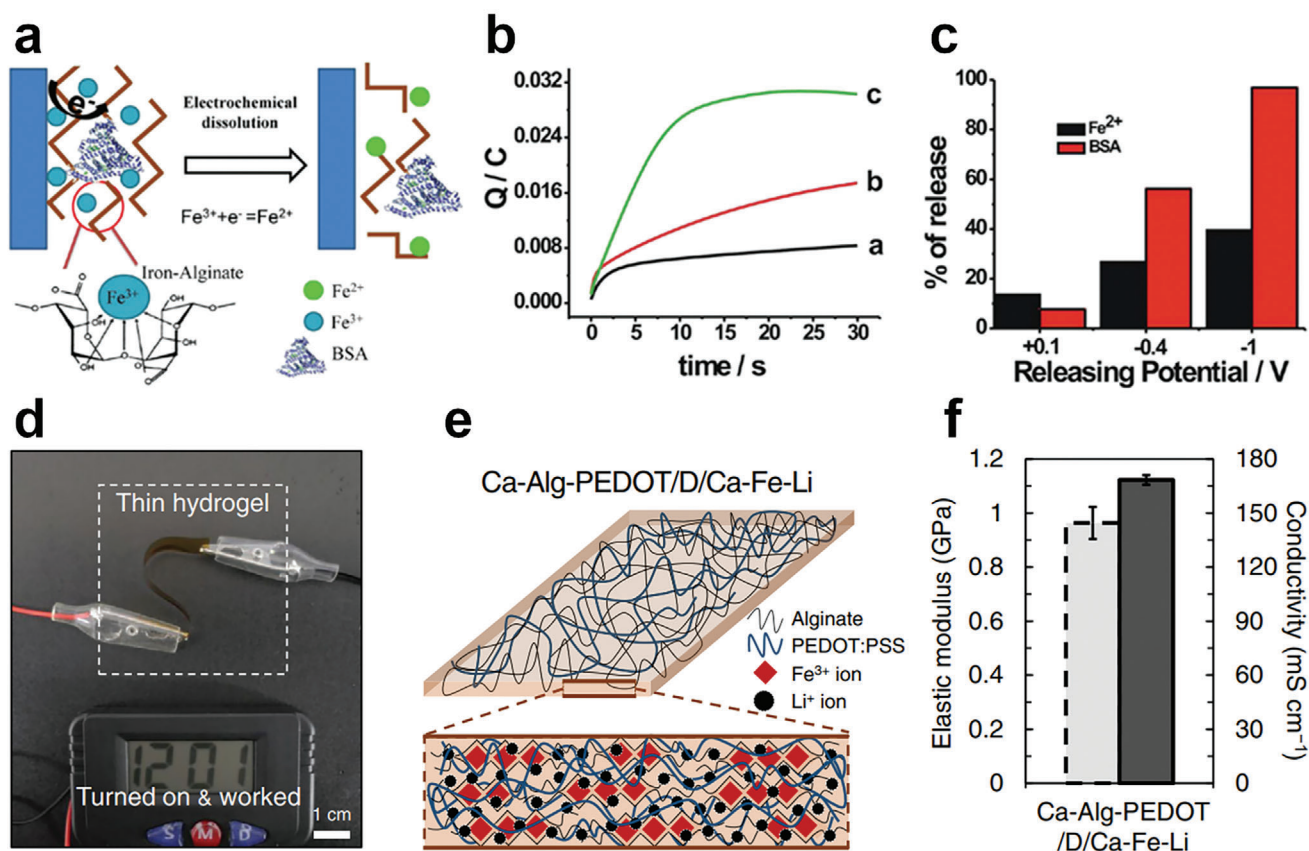 a
e-
Electrochemical
dissolution
Fe³⁺+e⁻=Fe²⁺
Iron-Alginate
Fe³⁺
OH
O
OH
OH
O
Fe²⁺
Fe³⁺
BSA
b
Q / C
0.032
0.024
0.016
0.008
0.000
c
b
a
0 5 10 15 20 25 30
time / s
c
% of release
100
80
60
40
20
0
Fe²⁺
BSA
+0.1 -0.4 -1
Releasing Potential / V
d
Thin hydrogel
12 01
Turned on & worked
1 cm
S M D
e
Ca-Alg-PEDOT/D/Ca-Fe-Li
Alginate
PEDOT:PSS
Fe³⁺ ion
Li⁺ ion
f
Elastic modulus (GPa)
1.2
1
0.8
0.6
0.4
0.2
0
180
150
120
90
60
30
0
Conductivity (mS cm⁻¹)
Ca-Alg-PEDOT
/D/Ca-Fe-Li